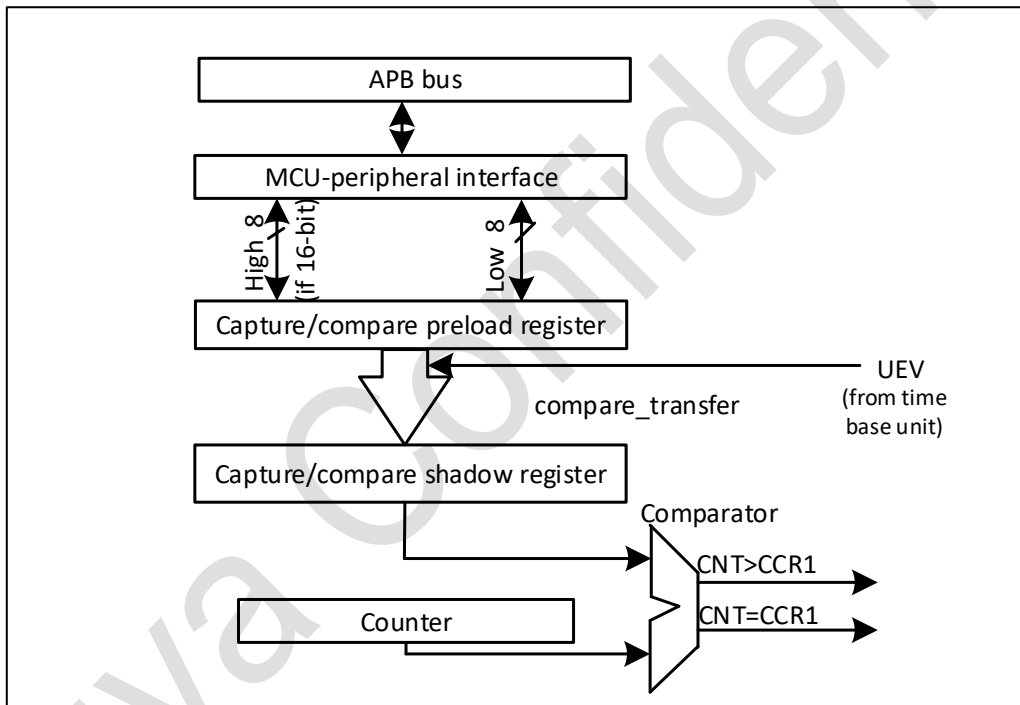 APB bus
MCU-peripheral interface
High 8
(if 16-bit)
Low 8
Capture/compare preload register
UEV
(from time
base unit)
compare_transfer
Capture/compare shadow register
Comparator
CNT>CCR1
CNT=CCR1
Counter